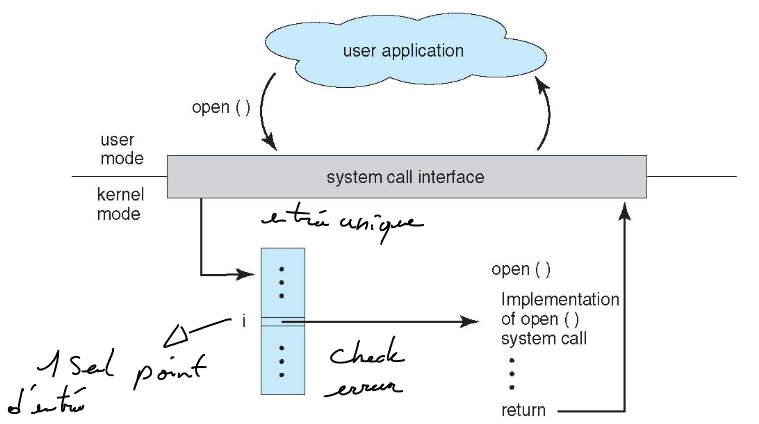 user application
open ( )
user
mode
system call interface
kernel
mode
entrée unique
open ( )
i
Implementation
of open ( )
system call
1 seul point
d'entrée
check
erreur
return